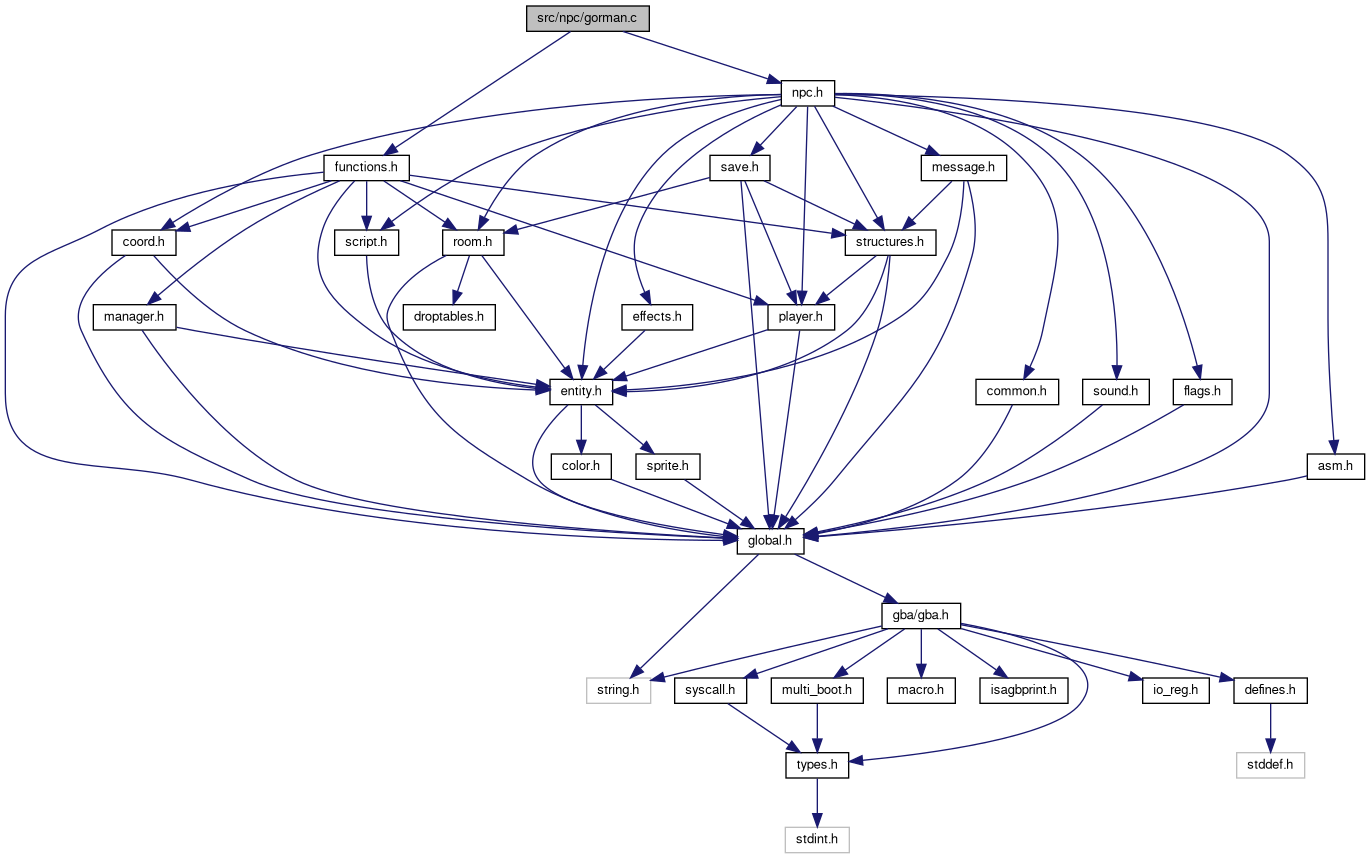 src/npc/gorman.c
npc.h
functions.h
save.h
message.h
coord.h
script.h
room.h
structures.h
manager.h
droptables.h
effects.h
player.h
entity.h
common.h
sound.h
flags.h
color.h
sprite.h
asm.h
global.h
gba/gba.h
string.h
syscall.h
multi_boot.h
macro.h
isagbprint.h
io_reg.h
defines.h
types.h
stddef.h
stdint.h